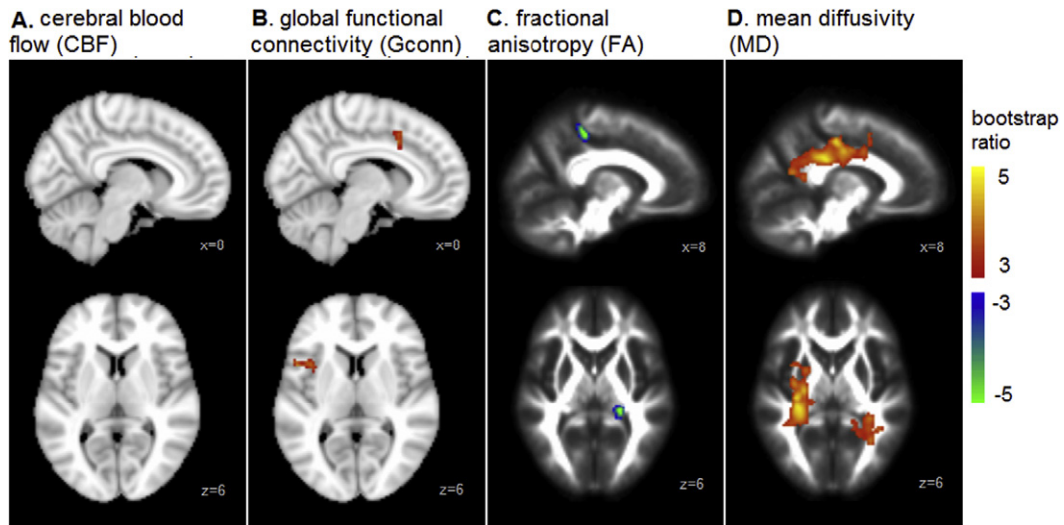 A. cerebral blood
flow (CBF)
B. global functional
connectivity (Gconn)
C. fractional
anisotropy (FA)
D. mean diffusivity
(MD)
x=0
x=0
x=8
x=8
z=6
z=6
z=6
z=6
bootstrap
ratio
5
3
-3
-5